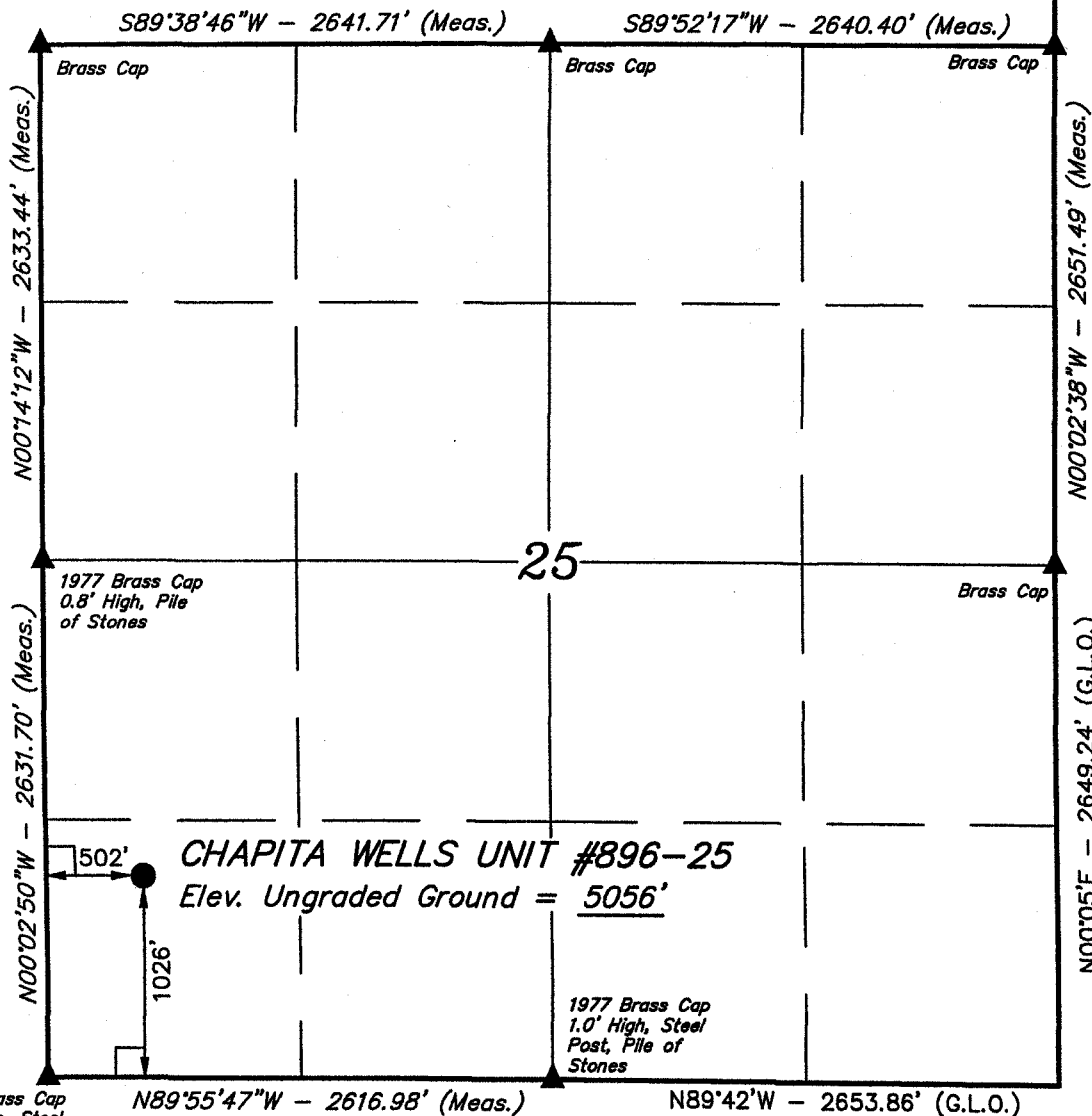 S89°38'46"W - 2641.71' (Meas.)
S89°52'17"W - 2640.40' (Meas.)
Brass Cap
Brass Cap
Brass Cap
N00°14'12"W - 2633.44' (Meas.)
N00°02'38"W - 2651.49' (Meas.)
25
1977 Brass Cap
0.8' High, Pile
of Stones
Brass Cap
N00°02'50"W - 2631.70' (Meas.)
N00°05'E - 2649.24' (G.L.O.)
502'
CHAPITA WELLS UNIT #896-25
Elev. Ungraded Ground = 5056'
1026'
1977 Brass Cap
1.0' High, Steel
Post, Pile of
Stones
Cap
Steel
N89°55'47"W - 2616.98' (Meas.)
N89°42'W - 2653.86' (G.L.O.)